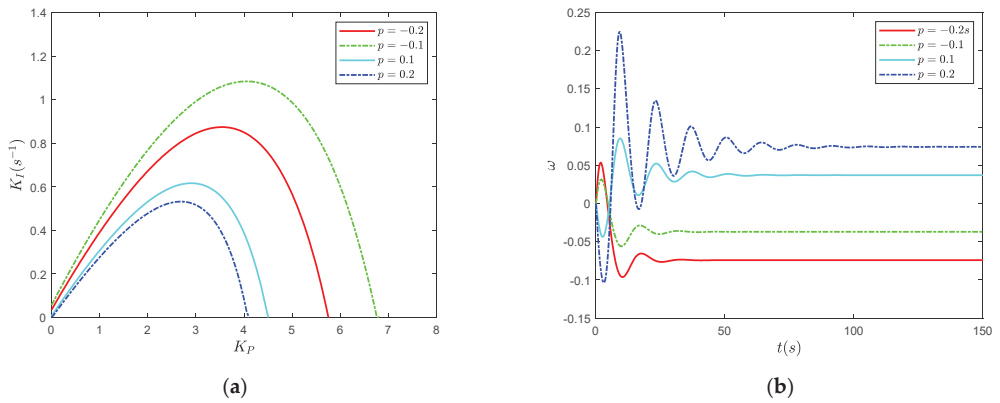 1.4
1.2
1
0.8
0.6
0.4
0.2
0
K_I(s^{-1})
0 1 2 3 4 5 6 7 8
K_P
p = −0.2
p = −0.1
p = 0.1
p = 0.2
(a)
0.25
0.2
0.15
0.1
0.05
0
-0.05
-0.1
-0.15
ω
0 50 100 150
t(s)
p = −0.2s
p = −0.1
p = 0.1
p = 0.2
(b)